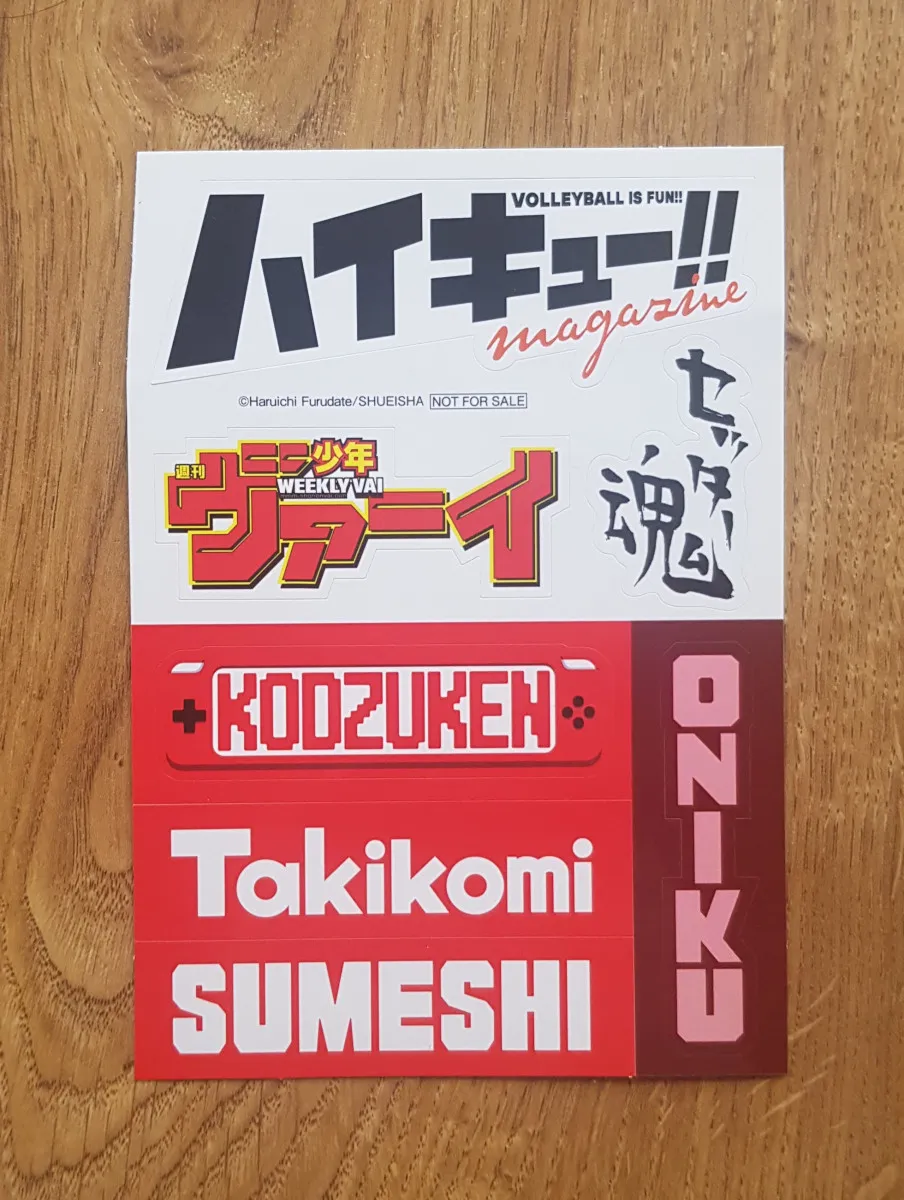 VOLLEYBALL IS FUN!!
ハイキュー!!
magazine
©Haruichi Furudate/SHUEISHA NOT FOR SALE
セッター
魂
週刊
少年
WEEKLY VAI
ヴァーイ
KODZUKEN
ONIKU
Takikomi
SUMESHI